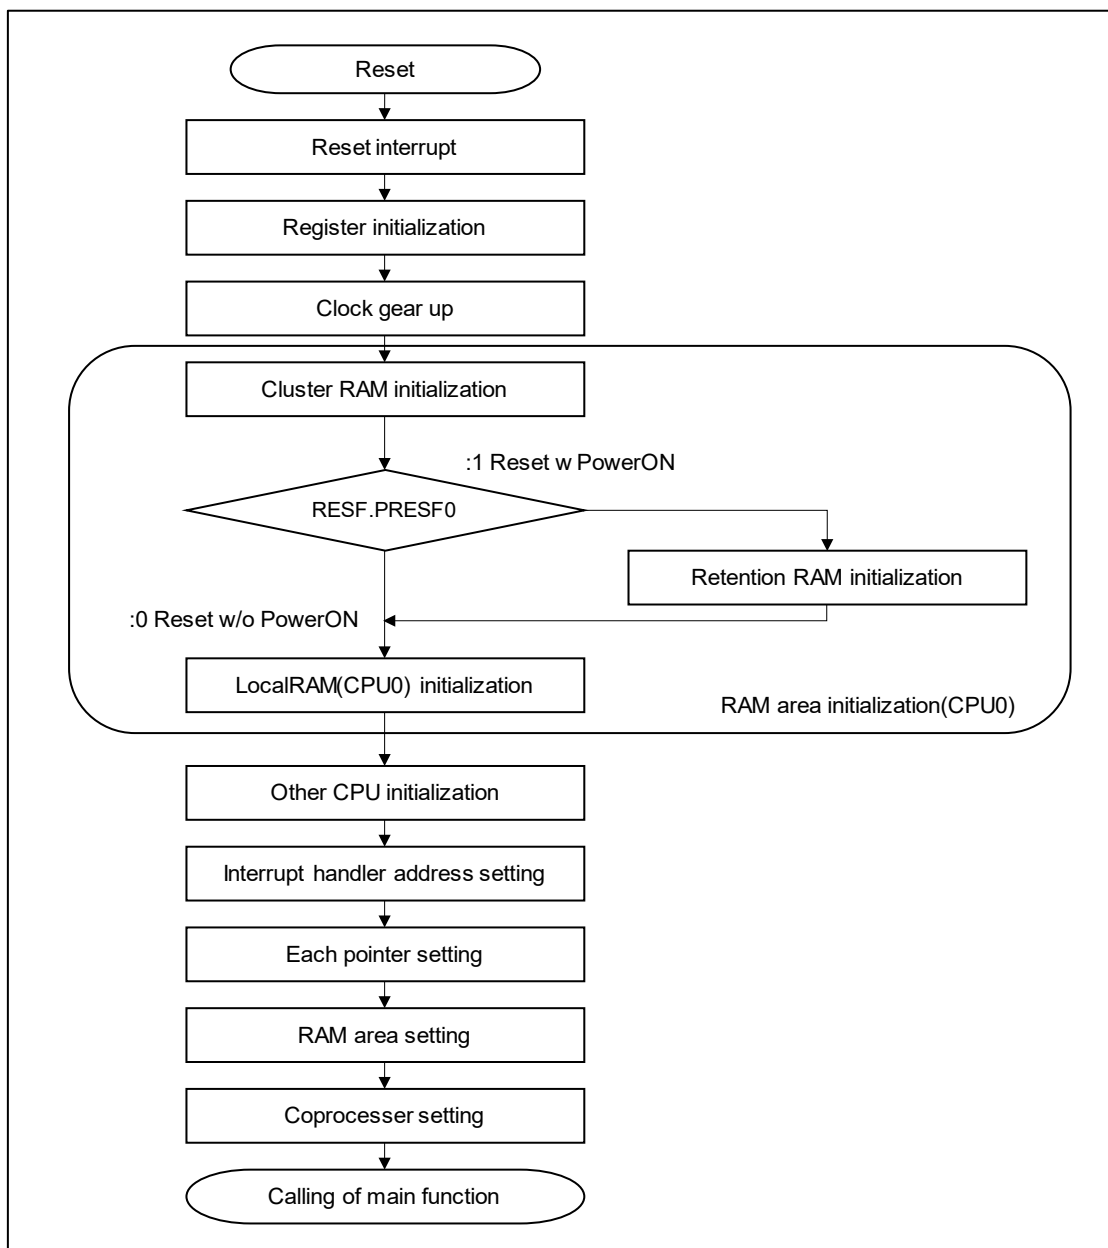 Reset
Reset interrupt
Register initialization
Clock gear up
Cluster RAM initialization
:1 Reset w PowerON
RESF.PRESF0
Retention RAM initialization
:0 Reset w/o PowerON
LocalRAM(CPU0) initialization
RAM area initialization(CPU0)
Other CPU initialization
Interrupt handler address setting
Each pointer setting
RAM area setting
Coprocesser setting
Calling of main function